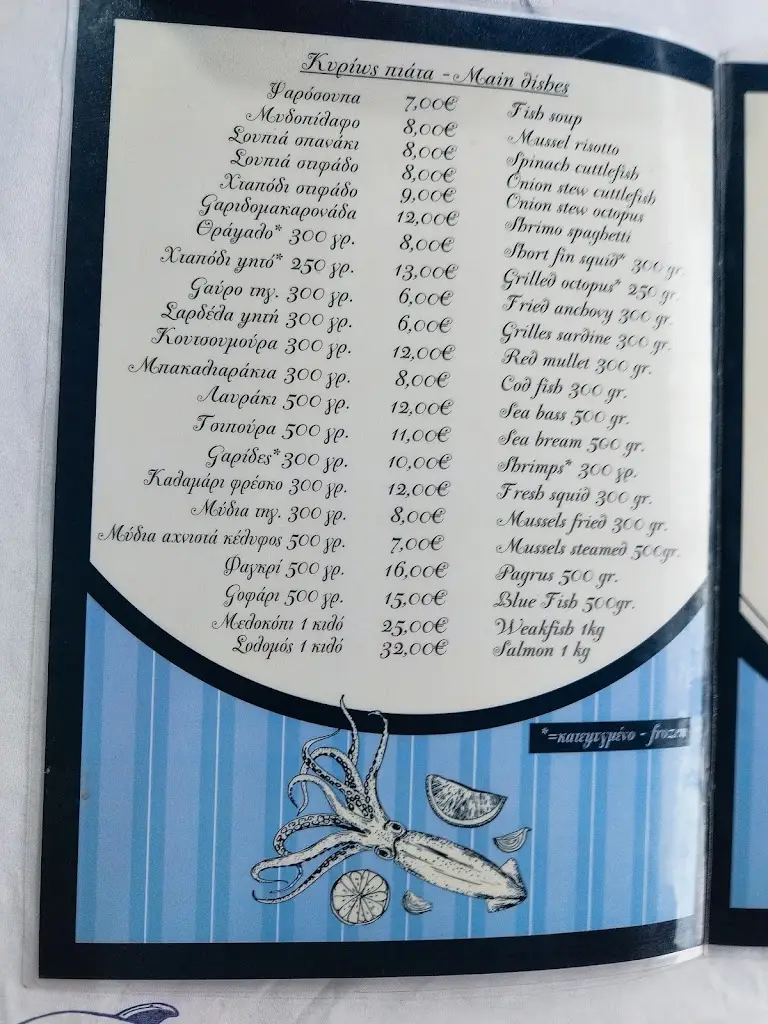 Κυρίως πιάτα - Main dishes
Ψαρόσουπα 7,00€ Fish soup
Μυδοπίλαφο 8,00€ Mussel risotto
Σουπιά σπανάκι 8,00€ Spinach cuttlefish
Σουπιά στιφάδο 8,00€ Onion stew cuttlefish
Χταπόδι στιφάδο 9,00€ Onion stew octopus
Γαριδομακαρονάδα 12,00€ Shrimo spaghetti
Θράψαλο* 300 γρ. 8,00€ Short fin squid* 300 gr.
Χταπόδι ψητό* 250 γρ. 13,00€ Grilled octopus* 250 gr.
Γαύρο τηγ. 300 γρ. 6,00€ Fried anchovy 300 gr.
Σαρδέλα ψητή 300 γρ. 6,00€ Grilles sardine 300 gr.
Κουτσουμούρα 300 γρ. 12,00€ Red mullet 300 gr.
Μπακαλιαράκια 300 γρ. 8,00€ Cod fish 300 gr.
Λαυράκι 500 γρ. 12,00€ Sea bass 500 gr.
Τσιπούρα 500 γρ. 11,00€ Sea bream 500 gr.
Γαρίδες* 300 γρ. 10,00€ Shrimps* 300 γρ.
Καλαμάρι φρέσκο 300 γρ. 12,00€ Fresh squid 300 gr.
Μύδια τηγ. 300 γρ. 8,00€ Mussels fried 300 gr.
Μύδια αχνιστά κέλυφος 500 γρ. 7,00€ Mussels steamed 500gr.
Φαγκρί 500 γρ. 16,00€ Pagrus 500 gr.
Γοφάρι 500 γρ. 15,00€ Blue Fish 500gr.
Μελοκόπι 1 κιλό 25,00€ Weakfish 1kg
Σολομός 1 κιλό 32,00€ Salmon 1 kg
*=κατεψυγμένο - frozen